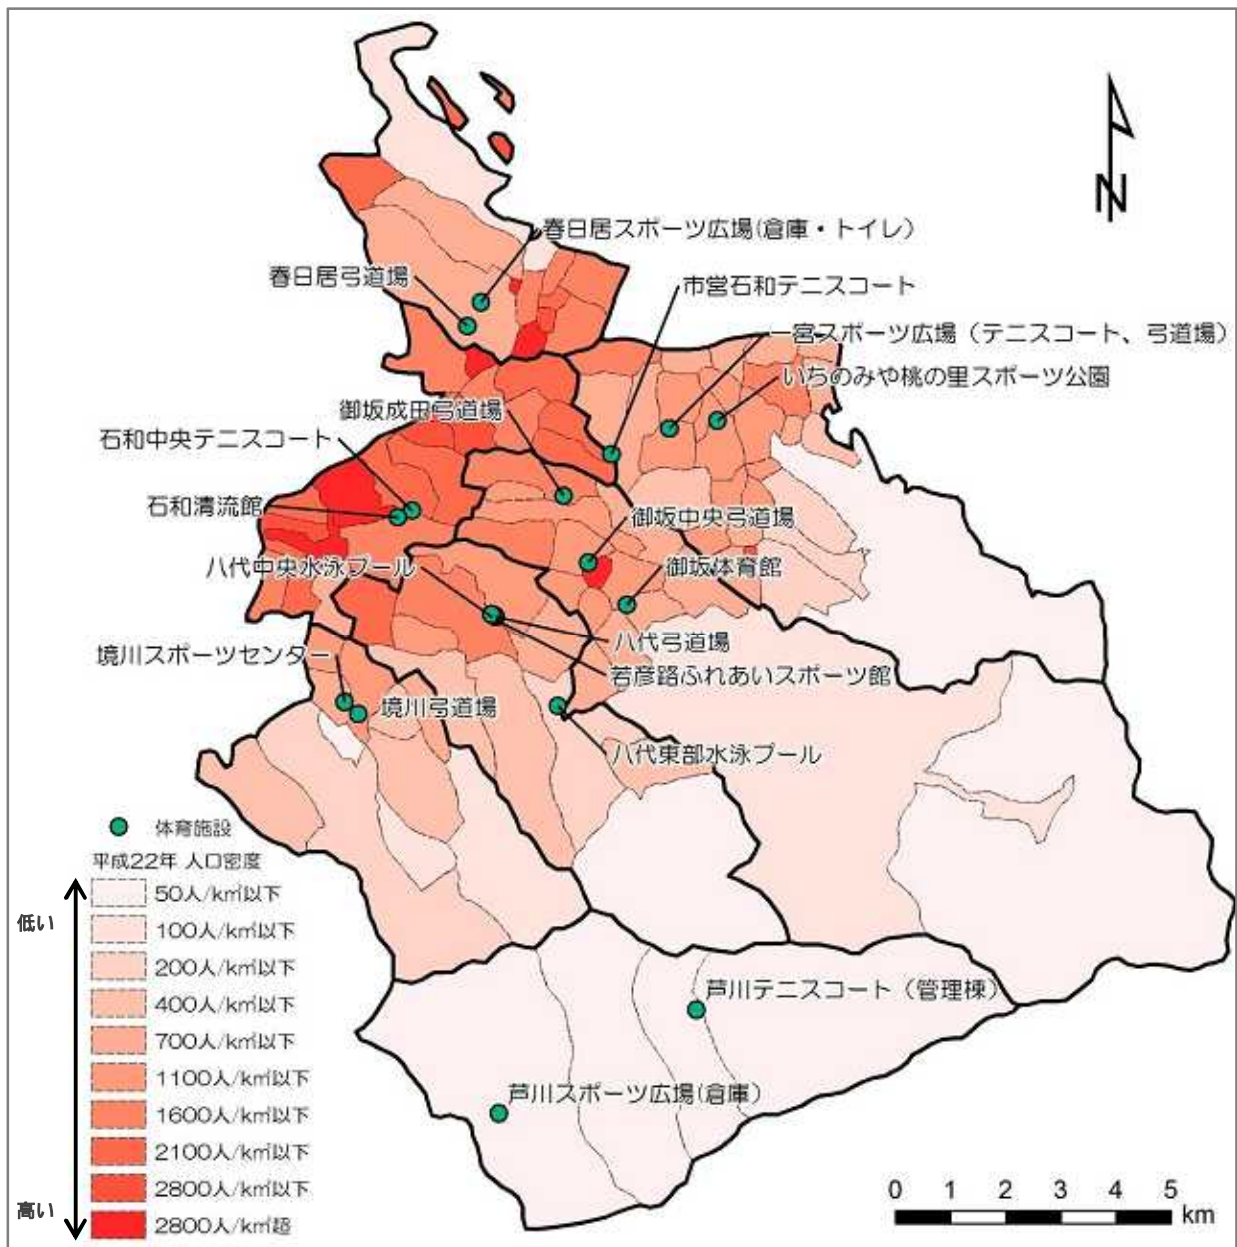 N
春日居スポーツ広場(倉庫・トイレ)
春日居弓道場
市営石和テニスコート
一宮スポーツ広場(テニスコート、弓道場)
いちのみや桃の里スポーツ公園
御坂成田弓道場
石和中央テニスコート
石和清流館
御坂中央弓道場
八代中央水泳プール
御坂体育館
八代弓道場
境川スポーツセンター
若彦路ふれあいスポーツ館
境川弓道場
八代東部水泳プール
体育施設
平成22年 人口密度
低い
50人/km²以下
100人/km²以下
200人/km²以下
400人/km²以下
700人/km²以下
1100人/km²以下
1600人/km²以下
2100人/km²以下
2800人/km²以下
2800人/km²超
高い
芦川テニスコート(管理棟)
芦川スポーツ広場(倉庫)
0 1 2 3 4 5
km